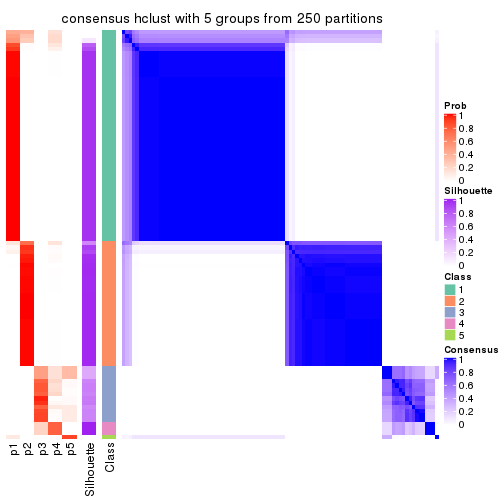 consensus hclust with 5 groups from 250 partitions
Prob
1
0.8
0.6
0.4
0.2
0
Silhouette
1
0.8
0.6
0.4
0.2
0
Class
1
2
3
4
5
Consensus
1
0.8
0.6
0.4
0.2
0
p1
p2
p3
p4
p5
Silhouette
Class